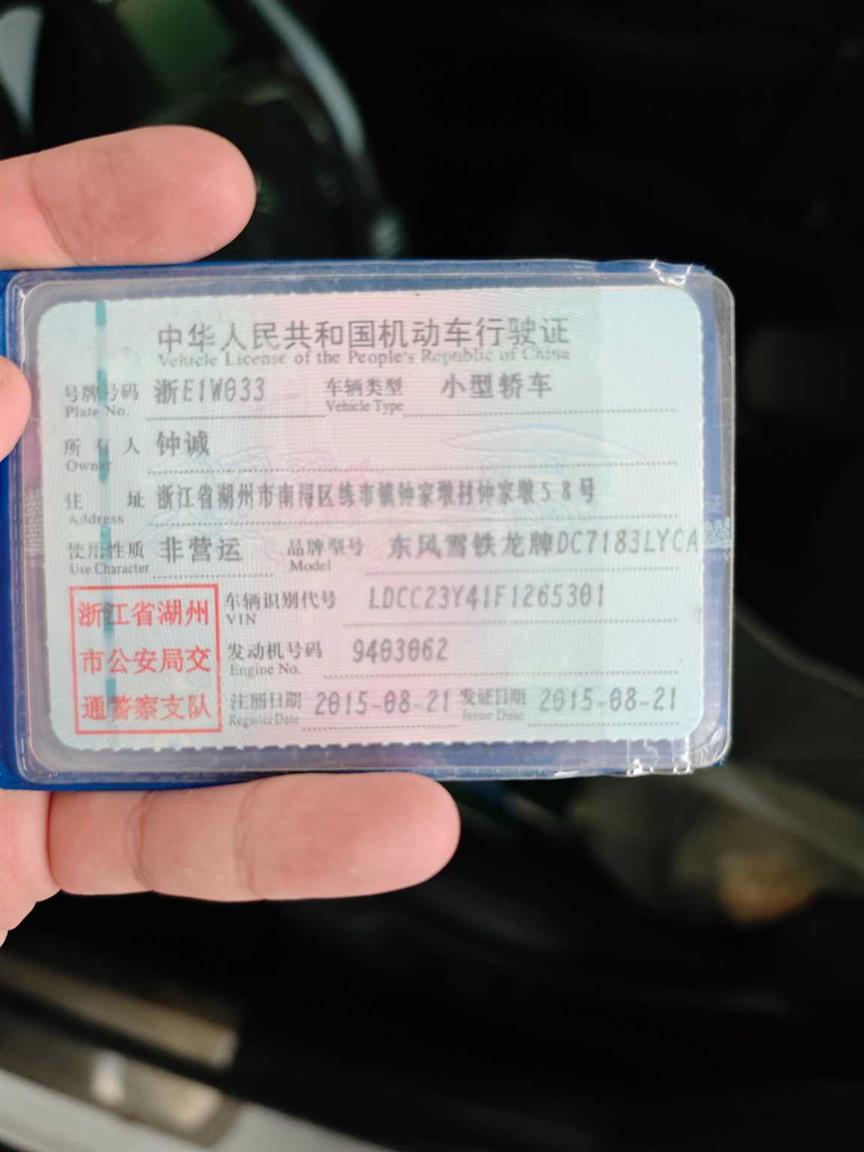 中华人民共和国机动车行驶证
Vehicle License of the People's Republic of China
号牌号码 浙E1W033 车辆类型 小型轿车
Plate No. Vehicle Type
所有人 钟诚
Owner
住址 浙江省湖州市南浔区练市镇钟家墩村钟家墩58号
Address
使用性质 非营运 品牌型号 东风雪铁龙牌DC7183LYCA
Use Character Model
浙江省湖州
市公安局交
通警察支队
车辆识别代号 LDCC23Y41F1265301
VIN
发动机号码 9403062
Engine No.
注册日期 2015-08-21 发证日期 2015-08-21
Register Date Issue Date